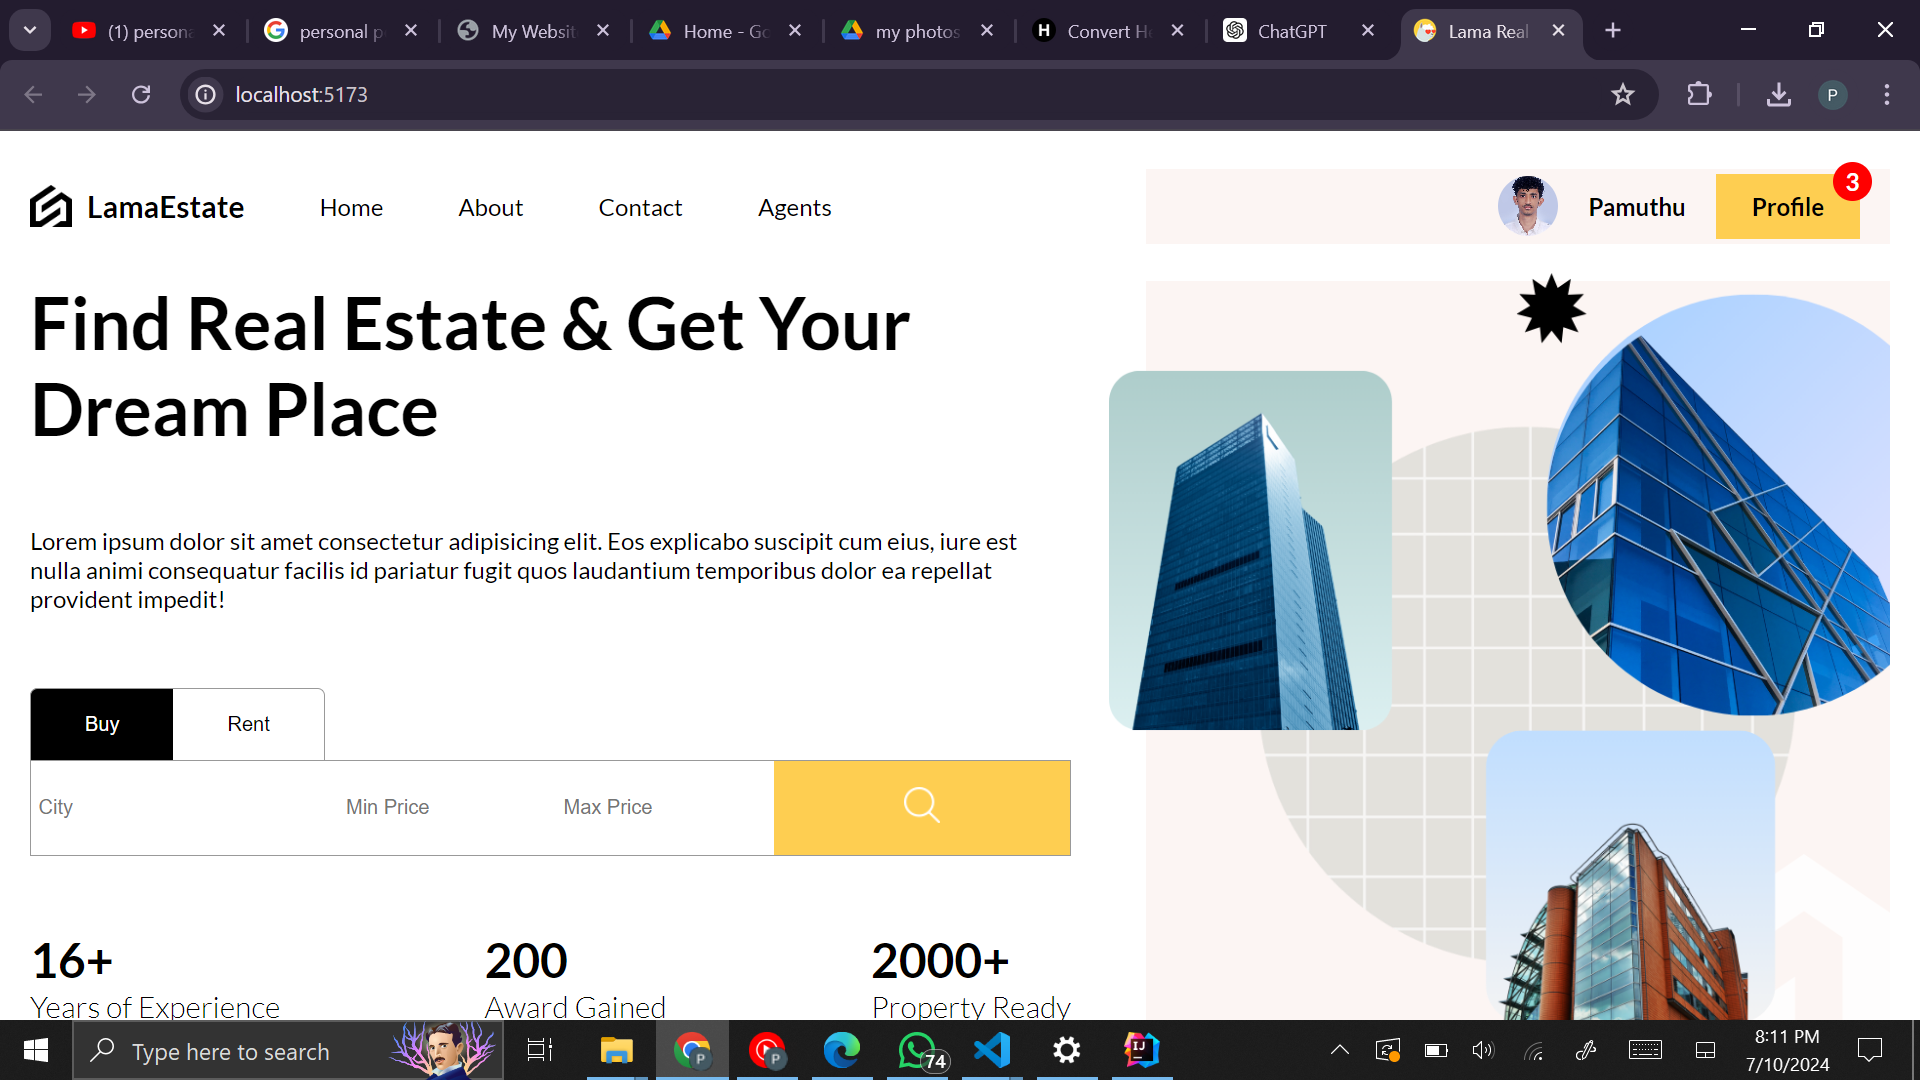 (1) persona
personal p
My Websit
Home - Go
my photos
Convert He
ChatGPT
Lama Real
localhost:5173
P
LamaEstate
Home
About
Contact
Agents
Pamuthu
Profile
3
Find Real Estate & Get Your
Dream Place
Lorem ipsum dolor sit amet consectetur adipisicing elit. Eos explicabo suscipit cum eius, iure est
nulla animi consequatur facilis id pariatur fugit quos laudantium temporibus dolor ea repellat
provident impedit!
Buy
Rent
City
Min Price
Max Price
16+
200
2000+
Years of Experience
Award Gained
Property Ready
Type here to search
P
P
74
IJ
8:11 PM
7/10/2024